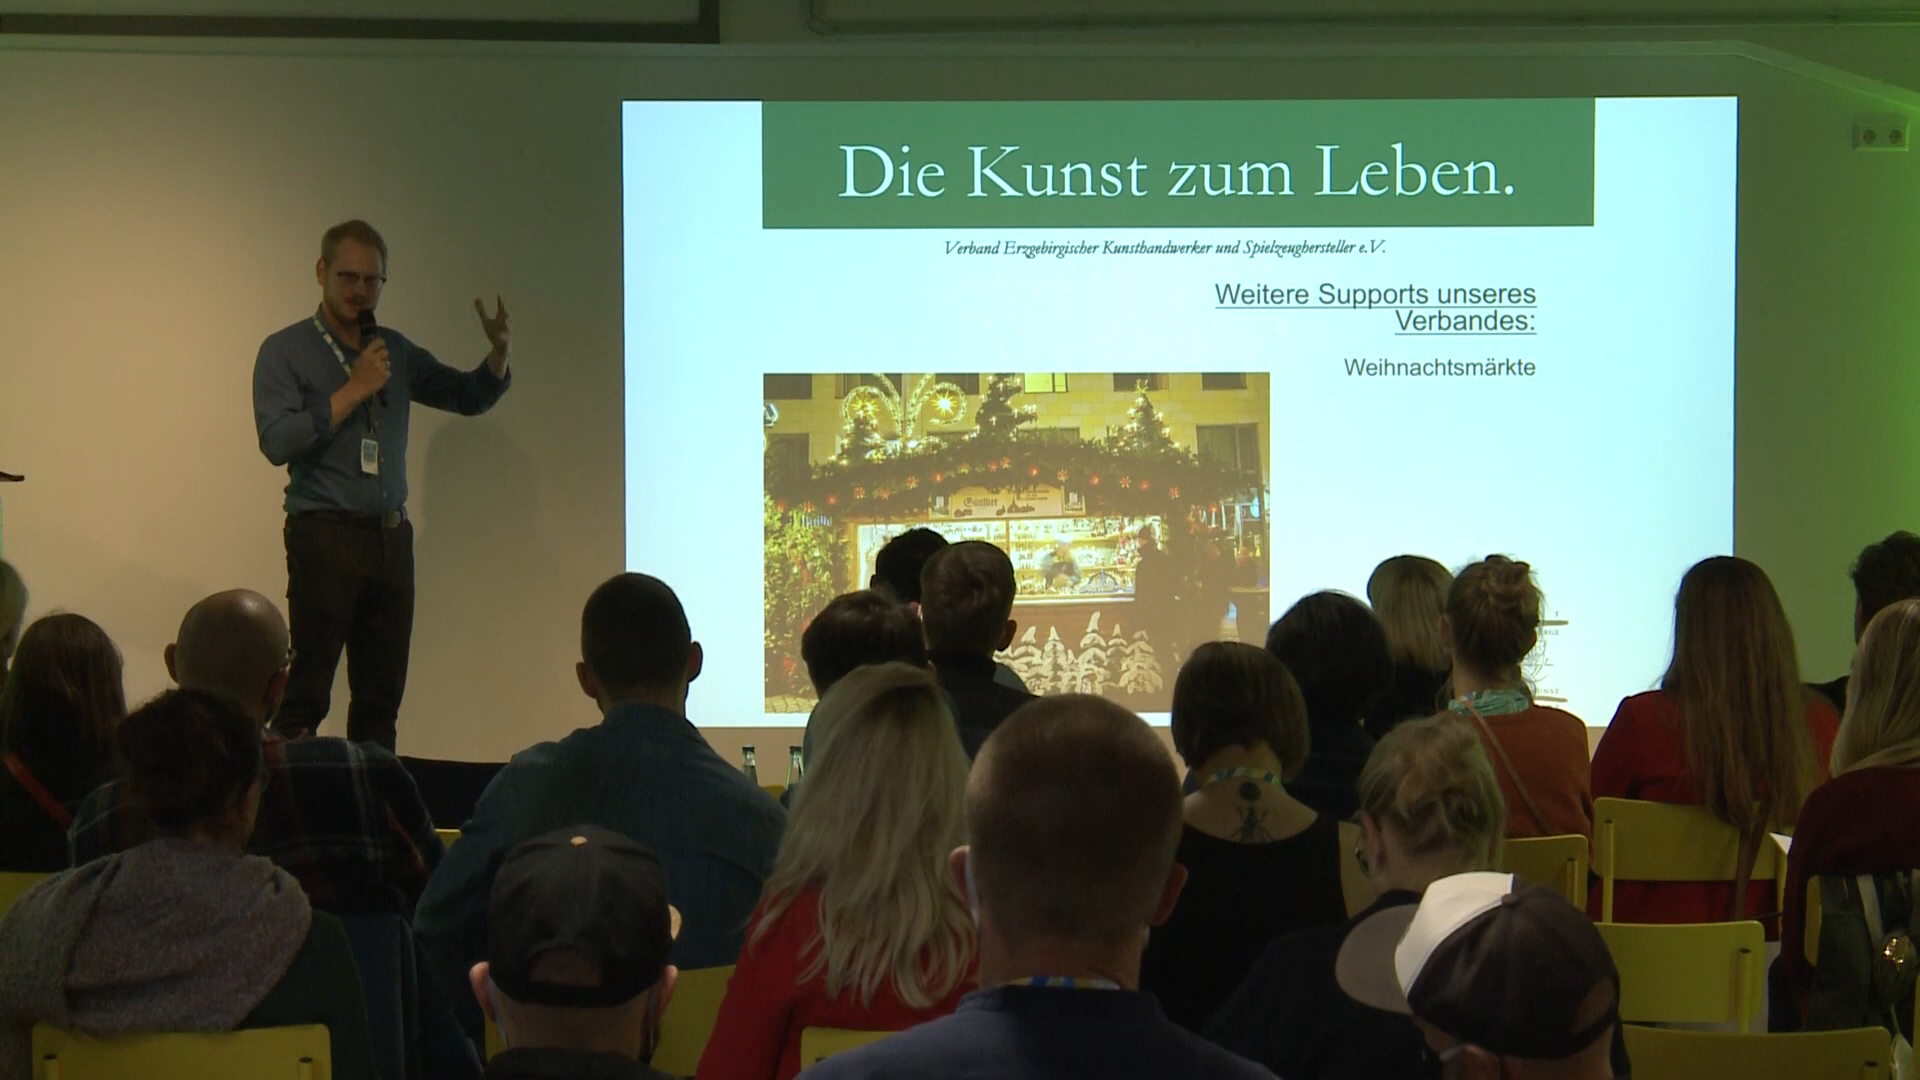 Die Kunst zum Leben.
Verband Erzgebirgischer Kunsthandwerker und Spielzeughersteller e.V.
Weitere Supports unseres
Verbandes:
Weihnachtsmärkte